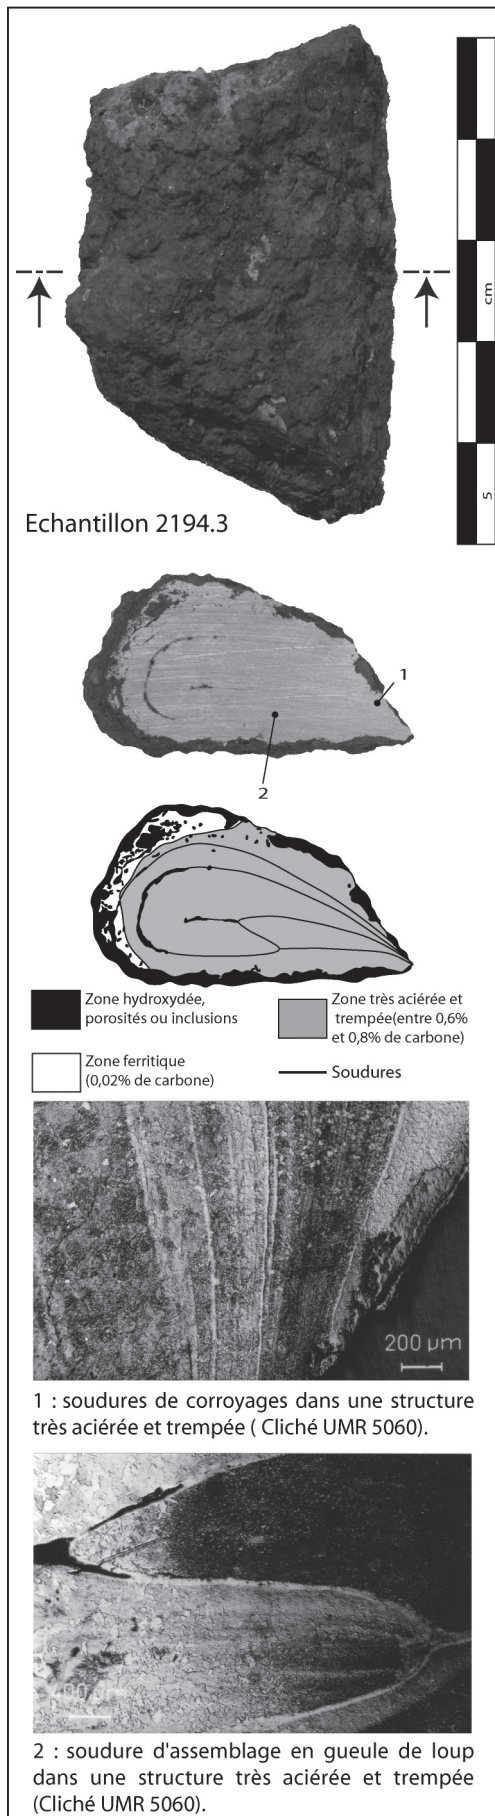 cm
5
Echantillon 2194.3
1
2
Zone hydroxydée,
porosités ou inclusions
Zone très aciérée et
trempée(entre 0,6%
et 0,8% de carbone)
Zone ferritique
(0,02% de carbone)
Soudures
200 µm
1 : soudures de corroyages dans une structure
très aciérée et trempée ( Cliché UMR 5060).
00 µm
2 : soudure d'assemblage en gueule de loup
dans une structure très aciérée et trempée
(Cliché UMR 5060).